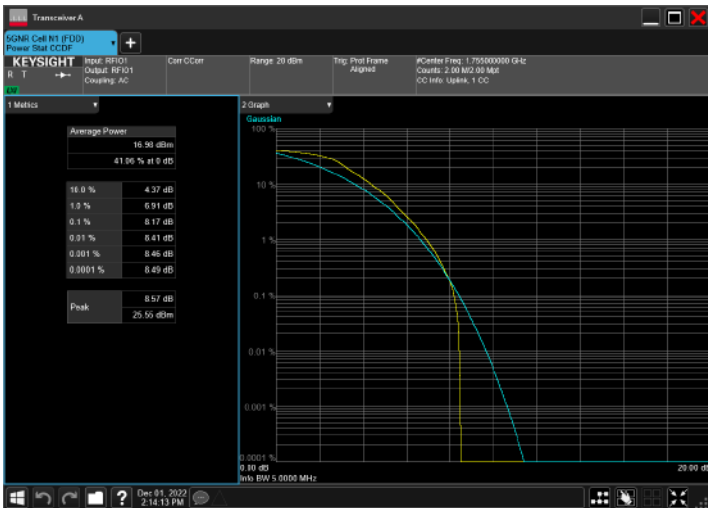 Transceiver A
5GNR Cell N1 (FDD)
Power Stat CCDF
KEYSIGHT
R T
Input: RFIO1
Output: RFIO1
Coupling: AC
Corr CCorr
Range: 20 dBm
Trig: Prot Frame
Aligned
#Center Freq: 1.755000000 GHz
Counts: 2.00 M/2.00 Mpt
CC Info: Uplink, 1 CC
1 Metrics
Average Power
16.98 dBm
41.06 % at 0 dB
10.0 % 4.37 dB
1.0 % 6.91 dB
0.1 % 8.17 dB
0.01 % 8.41 dB
0.001 % 8.46 dB
0.0001 % 8.49 dB
Peak 8.57 dB
25.55 dBm
2 Graph
Gaussian
100 %
10 %
1 %
0.1 %
0.01 %
0.001 %
0.0001 %
0.00 dB
20.00 dB
Info BW 5.0000 MHz
Dec 01, 2022
2:14:13 PM